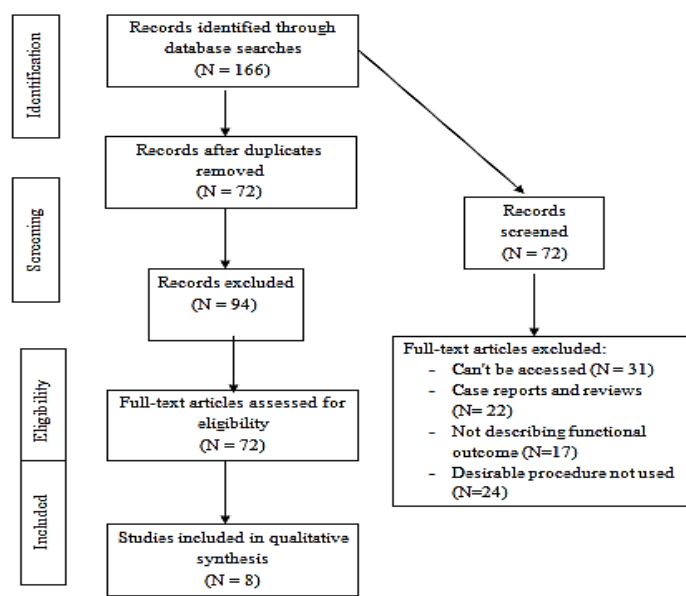 Identification
Screening
Eligibility
Included
Records identified through
database searches
(N = 166)
Records after duplicates
removed
(N = 72)
Records excluded
(N = 94)
Full-text articles assessed for
eligibility
(N = 72)
Studies included in qualitative
synthesis
(N = 8)
Records
screened
(N = 72)
Full-text articles excluded:
- Can't be accessed (N = 31)
- Case reports and reviews
(N= 22)
- Not describing functional
outcome (N=17)
- Desirable procedure not used
(N=24)